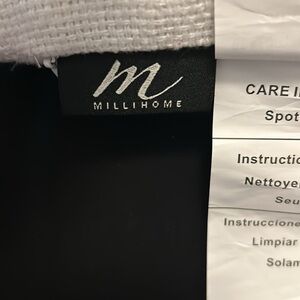 m
MILLIHOME
CARE I
Spot
Instructio
Nettoye
Seu
Instruccione
Limpiar
Solam